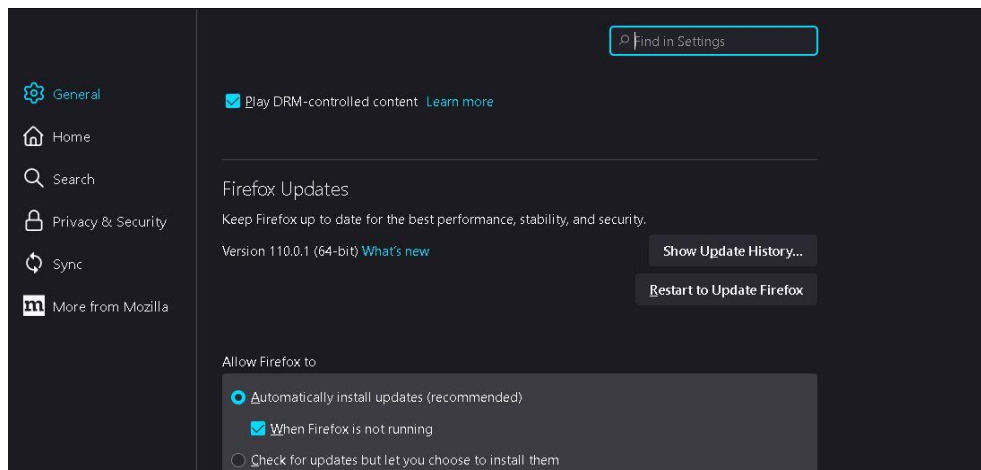 Find in Settings
General
Home
Search
Privacy & Security
Sync
m More from Mozilla
Play DRM-controlled content Learn more
Firefox Updates
Keep Firefox up to date for the best performance, stability, and security.
Version 110.0.1 (64-bit) What's new
Show Update History...
Restart to Update Firefox
Allow Firefox to
Automatically install updates (recommended)
When Firefox is not running
Check for updates but let you choose to install them